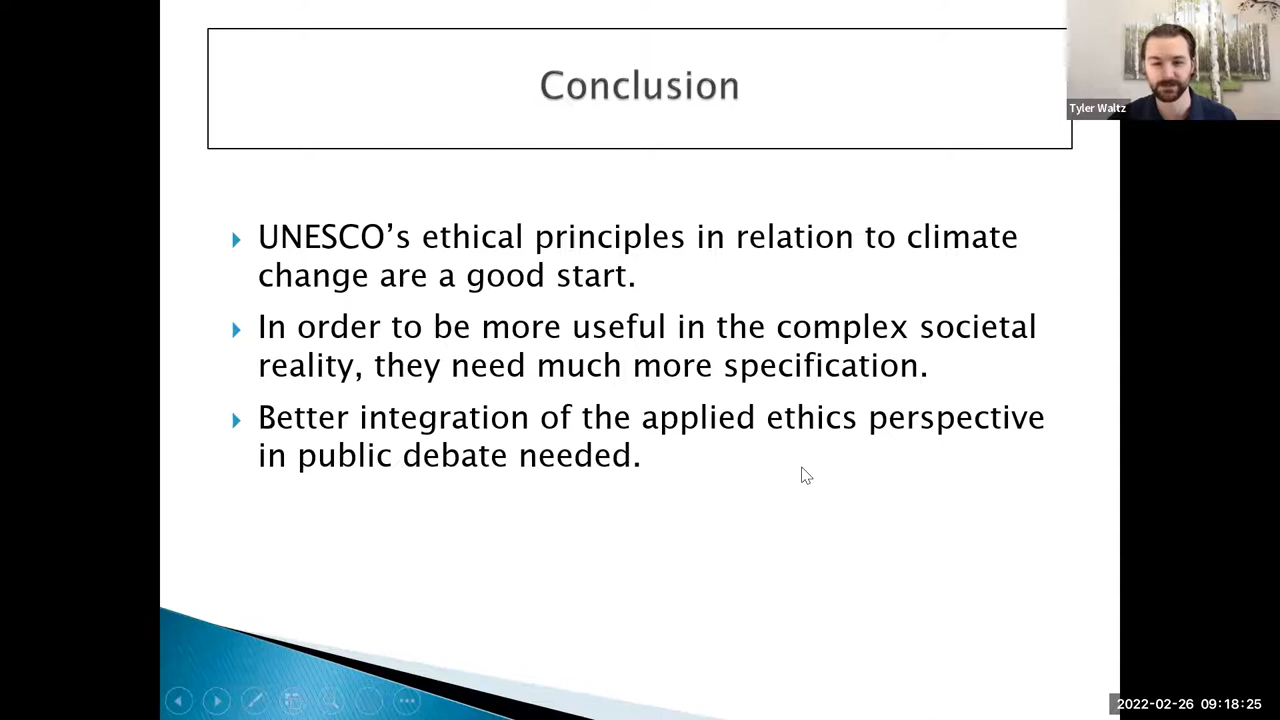 Conclusion
Tyler Waltz
UNESCO’s ethical principles in relation to climate
change are a good start.
In order to be more useful in the complex societal
reality, they need much more specification.
Better integration of the applied ethics perspective
in public debate needed.
2022-02-26 09:18:25